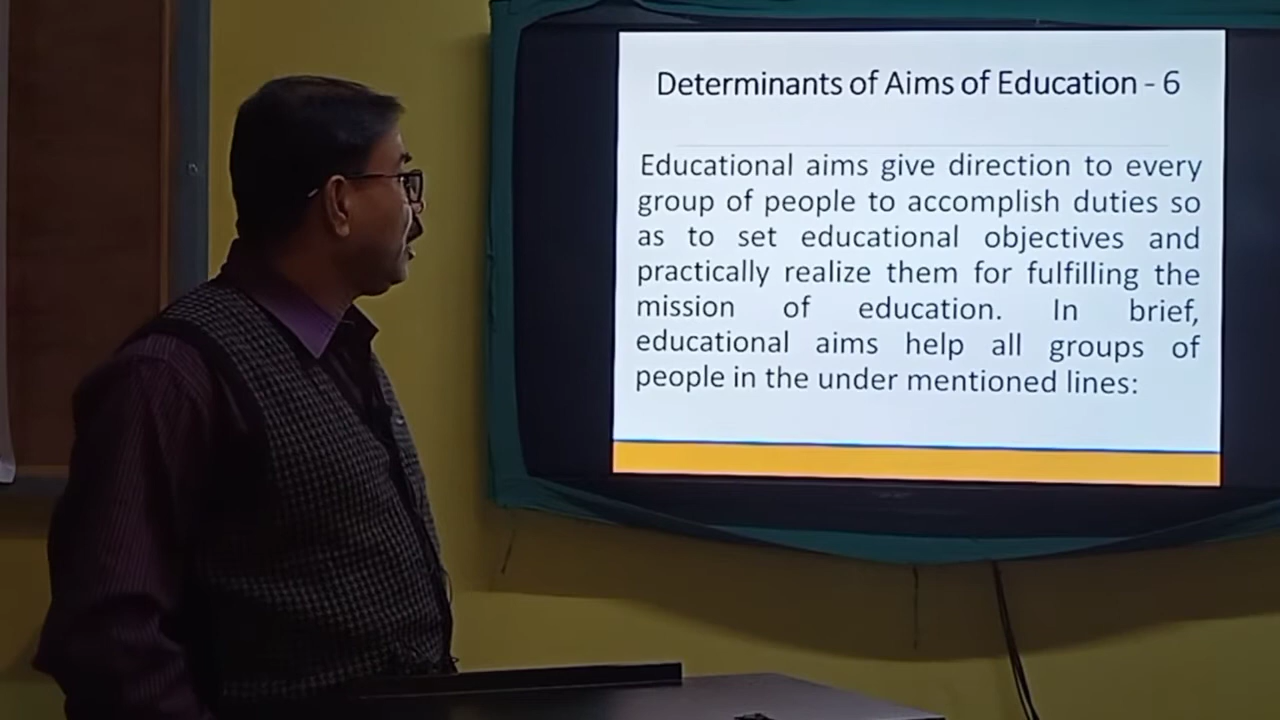 Determinants of Aims of Education - 6
Educational aims give direction to every
group of people to accomplish duties so
as to set educational objectives and
practically realize them for fulfilling the
mission of education. In brief,
educational aims help all groups of
people in the under mentioned lines: